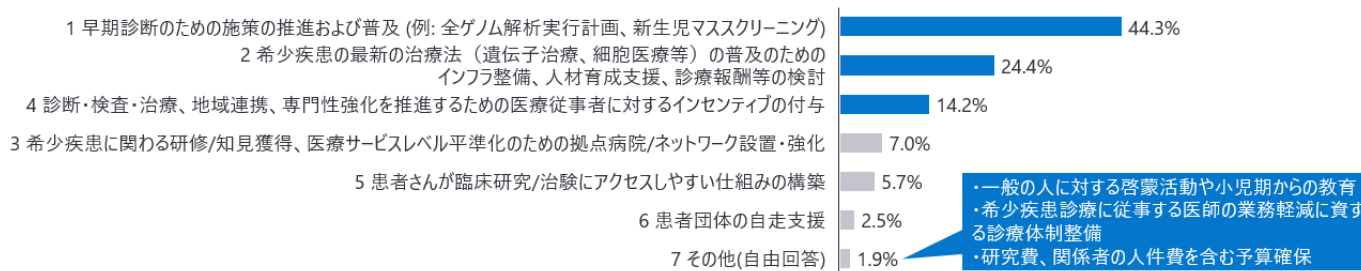 1 早期診断のための施策の推進および普及 (例: 全ゲノム解析実行計画、新生児マススクリーニング)
44.3%
2 希少疾患の最新の治療法（遺伝子治療、細胞医療等）の普及のための
インフラ整備、人材育成支援、診療報酬等の検討
24.4%
4 診断・検査・治療、地域連携、専門性強化を推進するための医療従事者に対するインセンティブの付与
14.2%
3 希少疾患に関わる研修/知見獲得、医療サービスレベル平準化のための拠点病院/ネットワーク設置・強化
7.0%
5 患者さんが臨床研究/治験にアクセスしやすい仕組みの構築
5.7%
6 患者団体の自走支援
2.5%
7 その他(自由回答)
1.9%
・一般の人に対する啓蒙活動や小児期からの教育
・希少疾患診療に従事する医師の業務軽減に資す
る診療体制整備
・研究費、関係者の人件費を含む予算確保